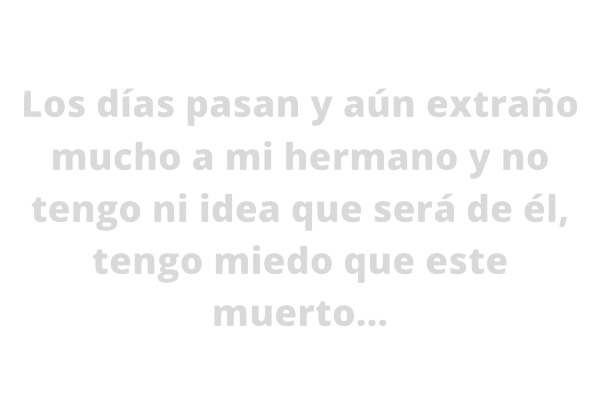 Los días pasan y aún extraño
mucho a mi hermano y no
tengo ni idea que será de él,
tengo miedo que este
muerto...